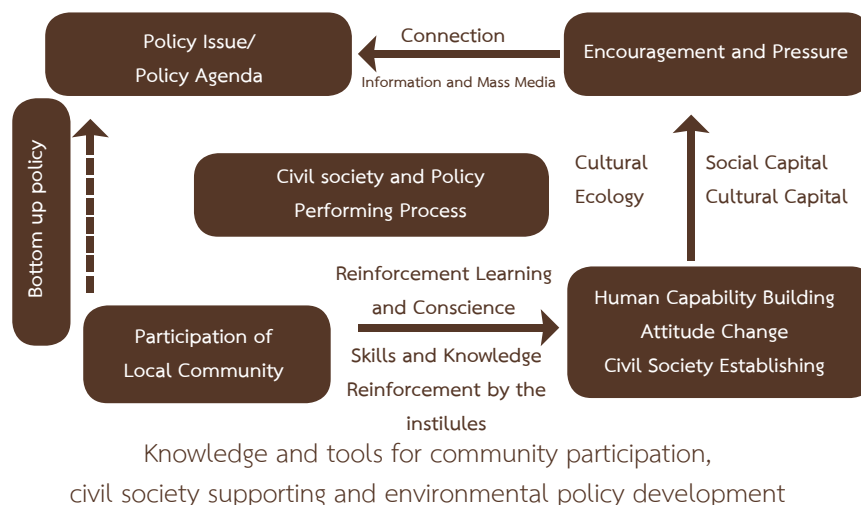 Policy Issue/
Policy Agenda
Connection
Information and Mass Media
Encouragement and Pressure
Bottom up policy
Civil society and Policy
Performing Process
Cultural
Ecology
Social Capital
Cultural Capital
Participation of
Local Community
Reinforcement Learning
and Conscience
Skills and Knowledge
Reinforcement by the
instilules
Human Capability Building
Attitude Change
Civil Society Establishing
Knowledge and tools for community participation,
civil society supporting and environmental policy development